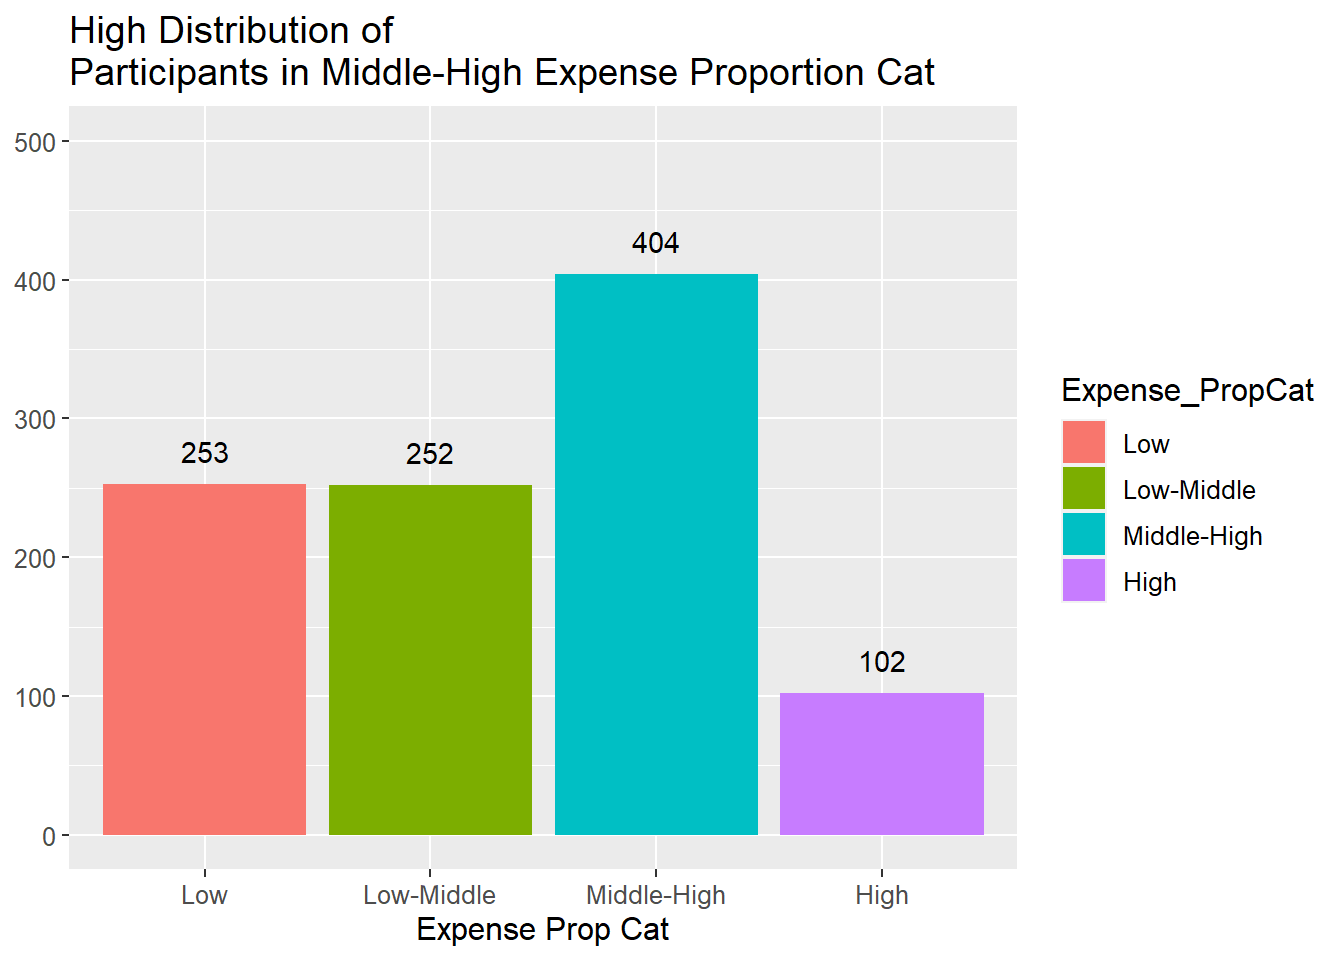 High Distribution of
Participants in Middle-High Expense Proportion Cat
500
400
300
200
100
0
404
253
252
102
Low
Low-Middle
Middle-High
High
Expense Prop Cat
Expense_PropCat
Low
Low-Middle
Middle-High
High